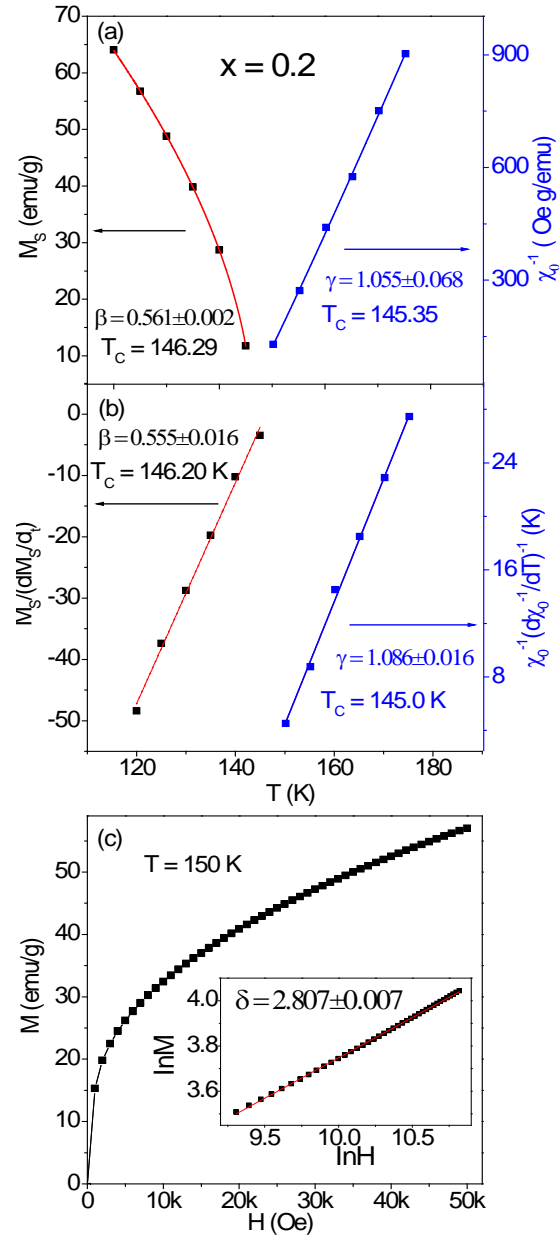 (a)
x = 0.2
70
60
50
40
30
20
10
M_S (emu/g)
β = 0.561±0.002
T_C = 146.29
γ = 1.055±0.068
T_C = 145.35
900
600
300
χ_0^-1 ( Oe g/emu)
(b)
0
-10
-20
-30
-40
-50
M_S/(dM_S/d_t)
β = 0.555±0.016
T_C = 146.20 K
γ = 1.086±0.016
T_C = 145.0 K
24
16
8
χ_0^-1(dχ_0^-1/dT)^-1 (K)
120 140 160 180
T (K)
(c)
T = 150 K
50
40
30
20
10
0
M (emu/g)
δ = 2.807±0.007
4.0
3.8
3.6
lnM
9.5 10.0 10.5
lnH
0 10k 20k 30k 40k 50k
H (Oe)